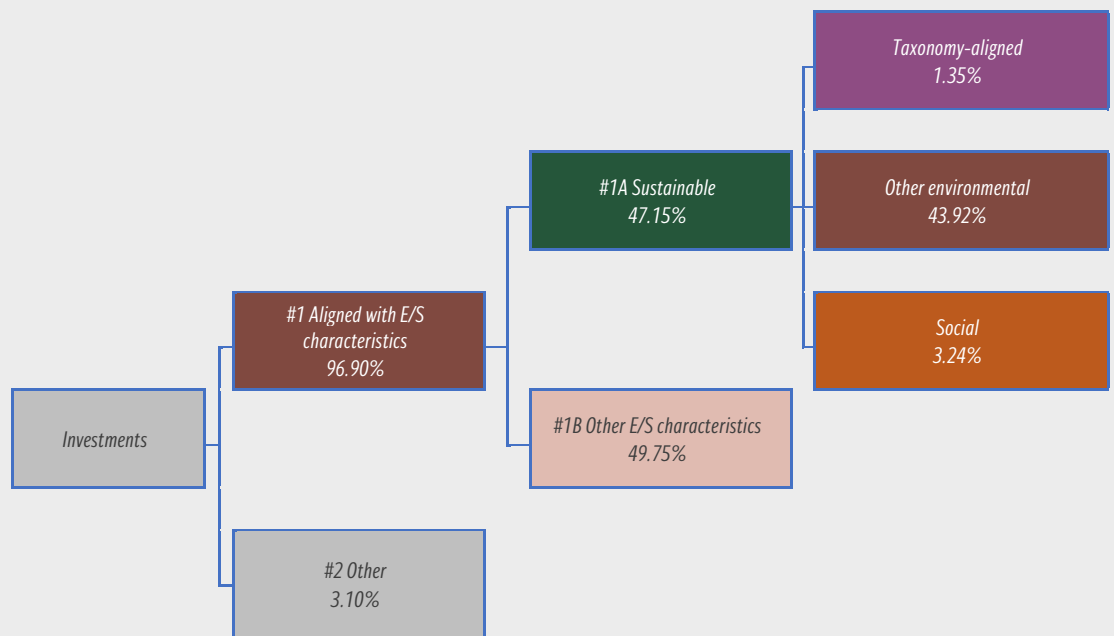 Taxonomy-aligned
1.35%
#1A Sustainable
47.15%
Other environmental
43.92%
#1 Aligned with E/S
characteristics
96.90%
Social
3.24%
Investments
#1B Other E/S characteristics
49.75%
#2 Other
3.10%